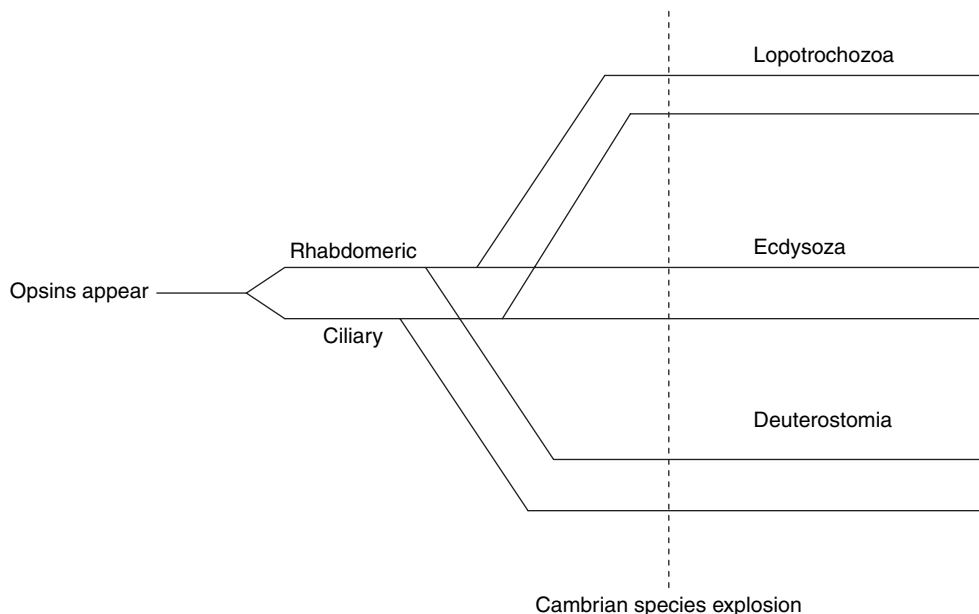 Lopotrochozoa
Rhabdomeric
Ecdysoza
Opsins appear
Ciliary
Deuterostomia
Cambrian species explosion